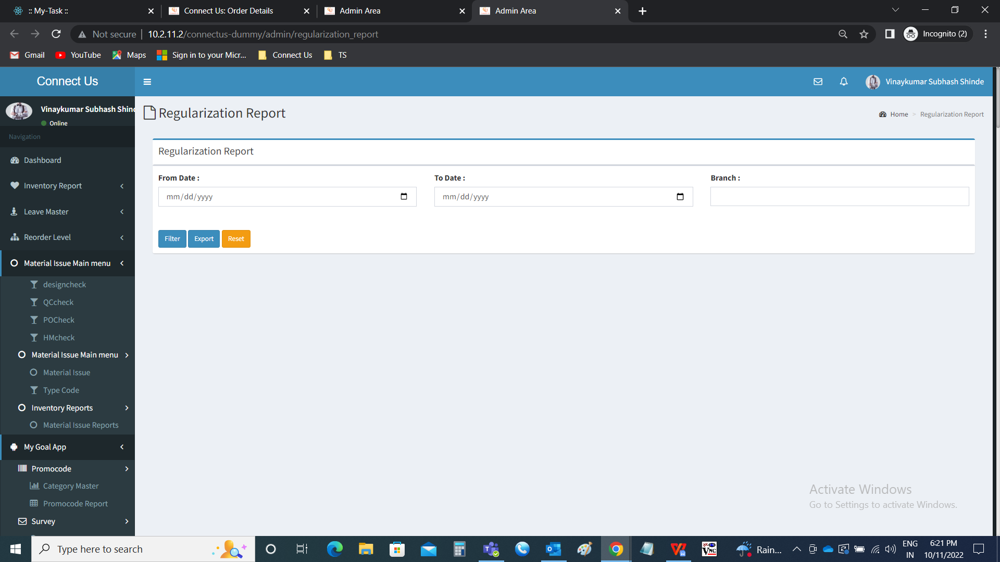 :: My-Task ::
Connect Us: Order Details
Admin Area
Admin Area
Not secure
10.2.11.2/connectus-dummy/admin/regularization_report
Incognito (2)
Gmail
YouTube
Maps
Sign in to your Micr...
Connect Us
TS
Connect Us
Vinaykumar Subhash Shinde
Vinaykumar Subhash Shind
Online
Regularization Report
Home > Regularization Report
Navigation
Dashboard
Inventory Report
Leave Master
Reorder Level
Material Issue Main menu
designcheck
QCcheck
POCheck
HMcheck
Material Issue Main menu
Material Issue
Type Code
Inventory Reports
Material Issue Reports
My Goal App
Promocode
Category Master
Promocode Report
Survey
Regularization Report
From Date :
To Date :
Branch :
mm/dd/yyyy
mm/dd/yyyy
Filter
Export
Reset
Activate Windows
Go to Settings to activate Windows.
Type here to search
Rain...
ENG
IN
6:21 PM
10/11/2022